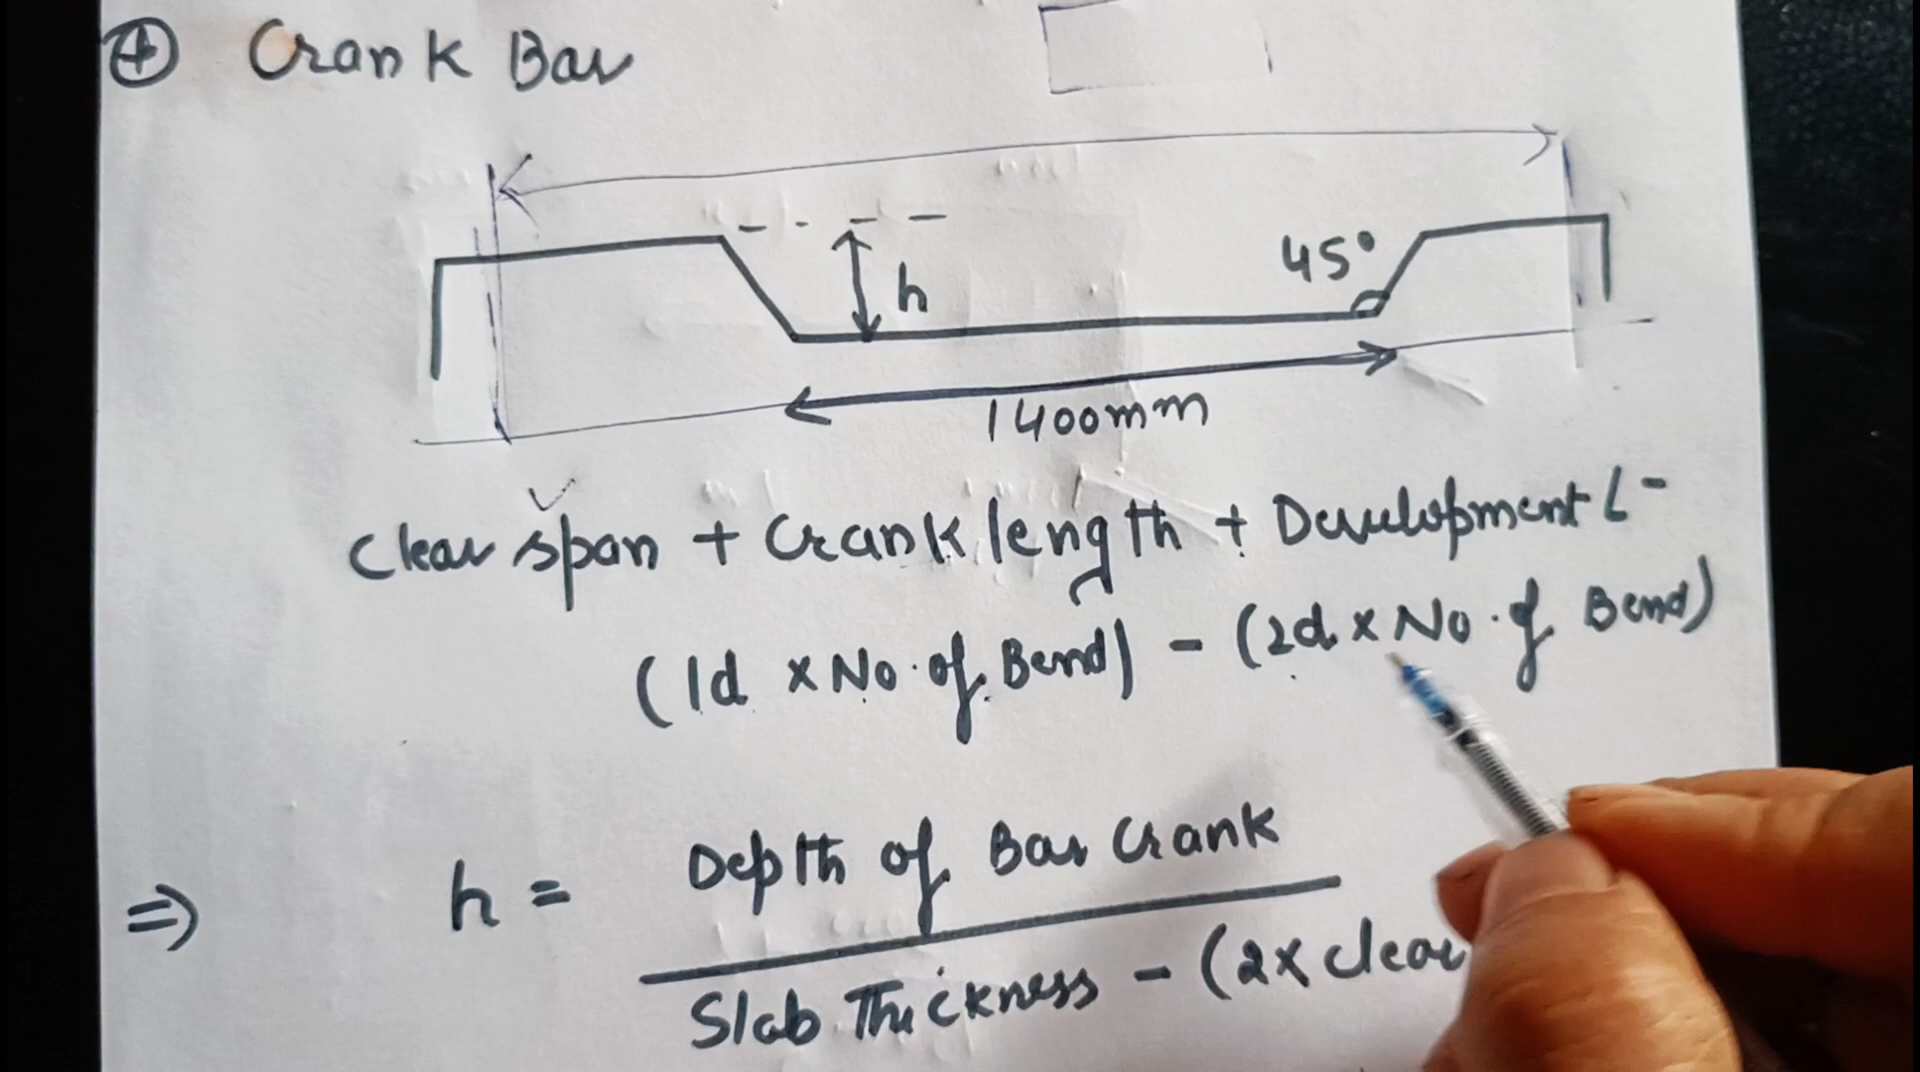 ④ Crank Bar
45°
h
1400mm
Clear span + Crank length + Development L -
(1d x No. of Bend) - (2d x No. of Bend)
⇒ h = Depth of Bar Crank
Slab Thickness - (2x clear